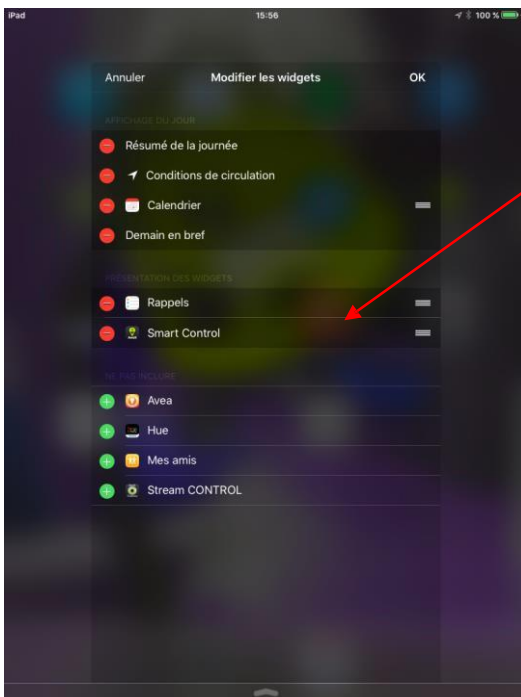 iPad 15:56 100 %
Annuler Modifier les widgets OK
AFFICHAGE DU JOUR
Résumé de la journée
Conditions de circulation
Calendrier
Demain en bref
PRÉSENTATION DES WIDGETS
Rappels
Smart Control
NE PAS INCLURE
Avea
Hue
Mes amis
Stream CONTROL